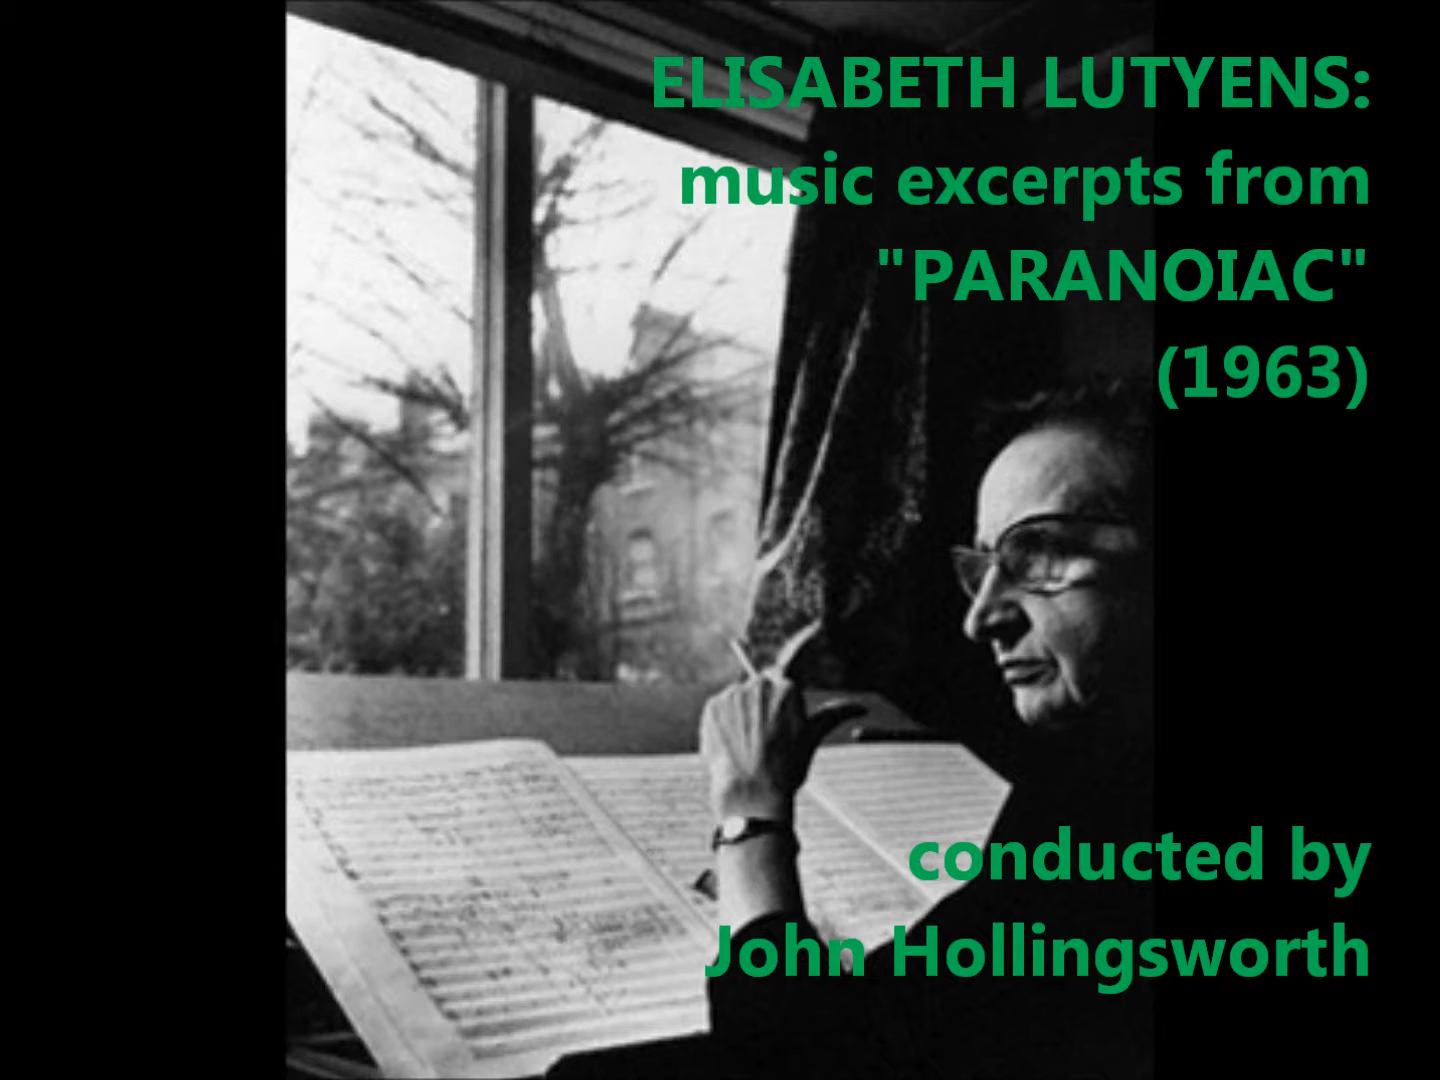 ELISABETH LUTYENS:
music excerpts from
"PARANOIAC"
(1963)
conducted by
John Hollingsworth